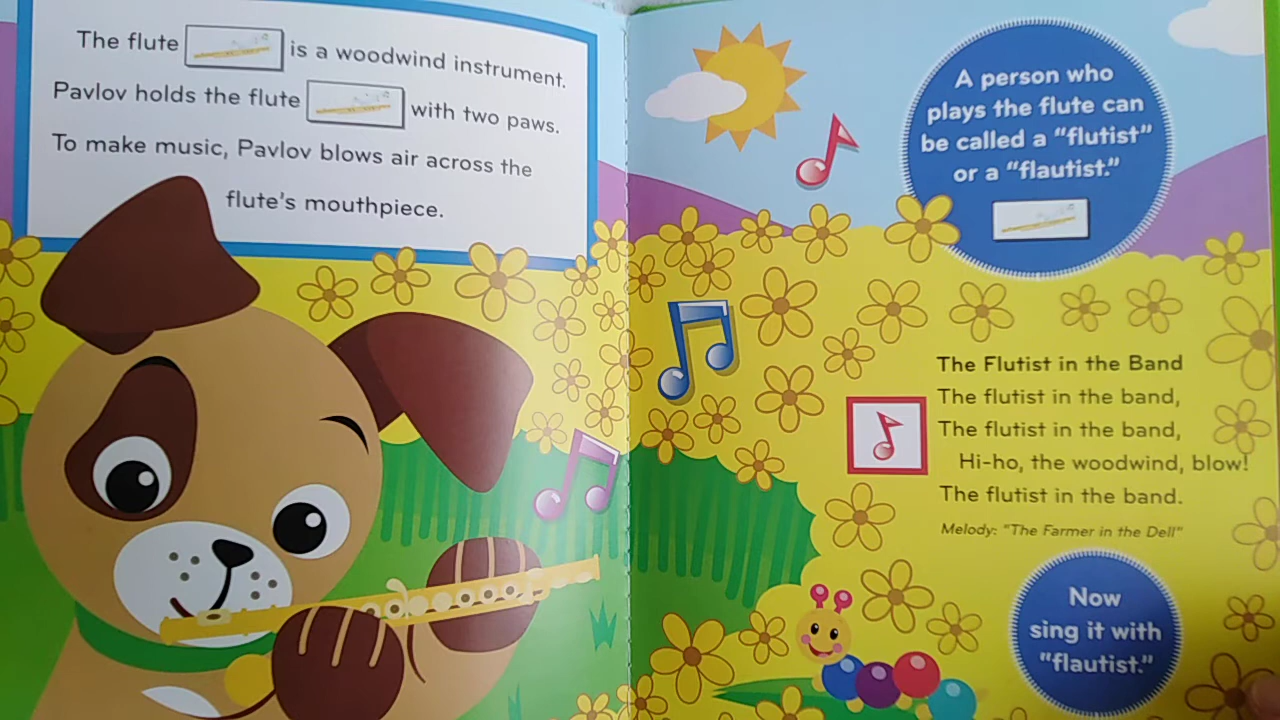 The flute is a woodwind instrument.
Pavlov holds the flute with two paws.
To make music, Pavlov blows air across the
flute's mouthpiece.
A person who
plays the flute can
be called a "flutist"
or a "flautist."
The Flutist in the Band
The flutist in the band,
The flutist in the band,
Hi-ho, the woodwind, blow!
The flutist in the band.
Melody: "The Farmer in the Dell"
Now
sing it with
"flautist."